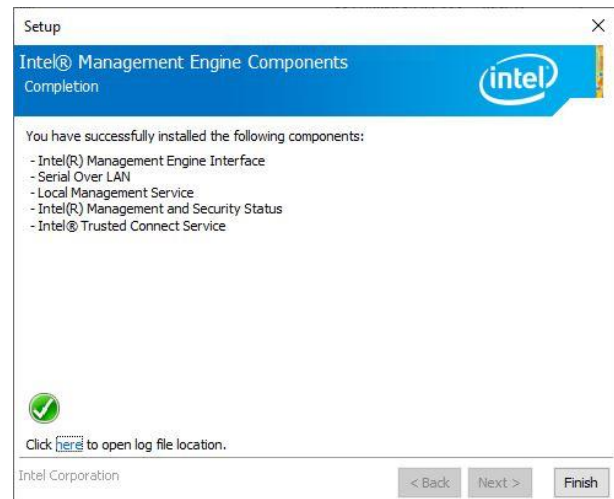 Setup
Intel® Management Engine Components
Completion
intel
You have successfully installed the following components:
- Intel(R) Management Engine Interface
- Serial Over LAN
- Local Management Service
- Intel(R) Management and Security Status
- Intel® Trusted Connect Service
Click here to open log file location.
Intel Corporation
< Back Next > Finish